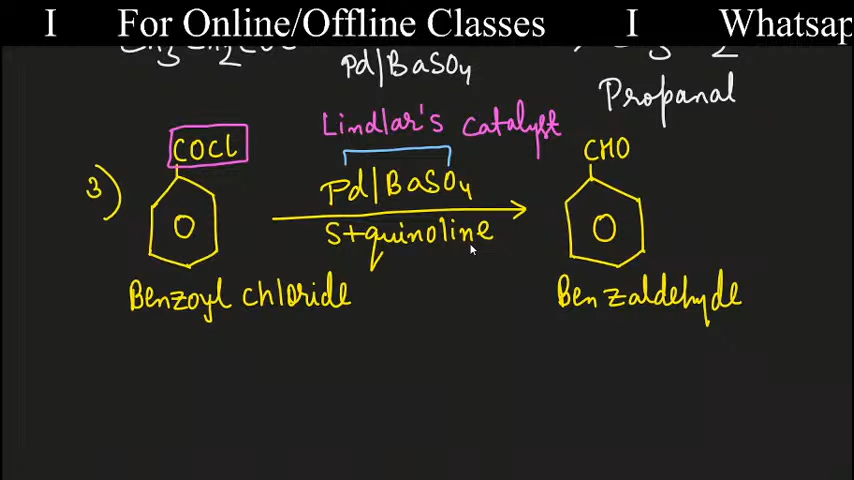 I For Online/Offline Classes I Whatsap
Pd/BaSO4
Propanal
Lindlar's catalyst
COCl
CHO
3)
Pd/BaSO4
S+quinoline
Benzoyl chloride
Benzaldehyde